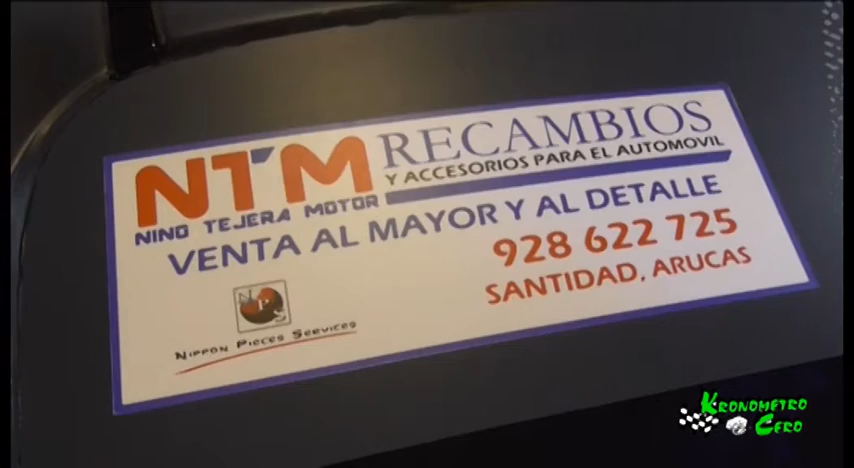 NTM
NINO TEJERA MOTOR
RECAMBIOS
Y ACCESORIOS PARA EL AUTOMOVIL
VENTA AL MAYOR Y AL DETALLE
928 622 725
SANTIDAD, ARUCAS
NPS
NIPPON PIECES SERVICES
KRONOMETRO
CERO